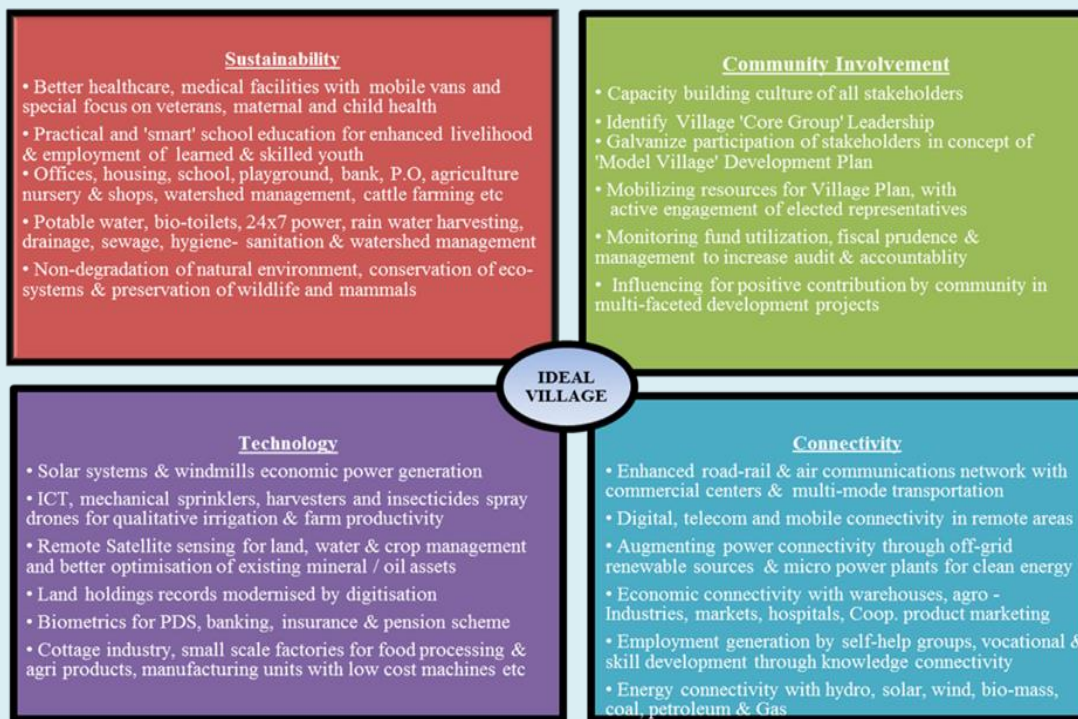 Sustainability
• Better healthcare, medical facilities with mobile vans and
special focus on veterans, maternal and child health
• Practical and 'smart' school education for enhanced livelihood
& employment of learned & skilled youth
• Offices, housing, school, playground, bank, P.O, agriculture
nursery & shops, watershed management, cattle farming etc
• Potable water, bio-toilets, 24x7 power, rain water harvesting,
drainage, sewage, hygiene- sanitation & watershed management
• Non-degradation of natural environment, conservation of eco-
systems & preservation of wildlife and mammals
Community Involvement
• Capacity building culture of all stakeholders
• Identify Village 'Core Group' Leadership
• Galvanize participation of stakeholders in concept of
'Model Village' Development Plan
• Mobilizing resources for Village Plan, with
active engagement of elected representatives
• Monitoring fund utilization, fiscal prudence &
management to increase audit & accountablity
• Influencing for positive contribution by community in
multi-faceted development projects
IDEAL
VILLAGE
Technology
• Solar systems & windmills economic power generation
• ICT, mechanical sprinklers, harvesters and insecticides spray
drones for qualitative irrigation & farm productivity
• Remote Satellite sensing for land, water & crop management
and better optimisation of existing mineral / oil assets
• Land holdings records modernised by digitisation
• Biometrics for PDS, banking, insurance & pension scheme
• Cottage industry, small scale factories for food processing &
agri products, manufacturing units with low cost machines etc
Connectivity
• Enhanced road-rail & air communications network with
commercial centers & multi-mode transportation
• Digital, telecom and mobile connectivity in remote areas
• Augmenting power connectivity through off-grid
renewable sources & micro power plants for clean energy
• Economic connectivity with warehouses, agro -
Industries, markets, hospitals, Coop. product marketing
• Employment generation by self-help groups, vocational &
skill development through knowledge connectivity
• Energy connectivity with hydro, solar, wind, bio-mass,
coal, petroleum & Gas